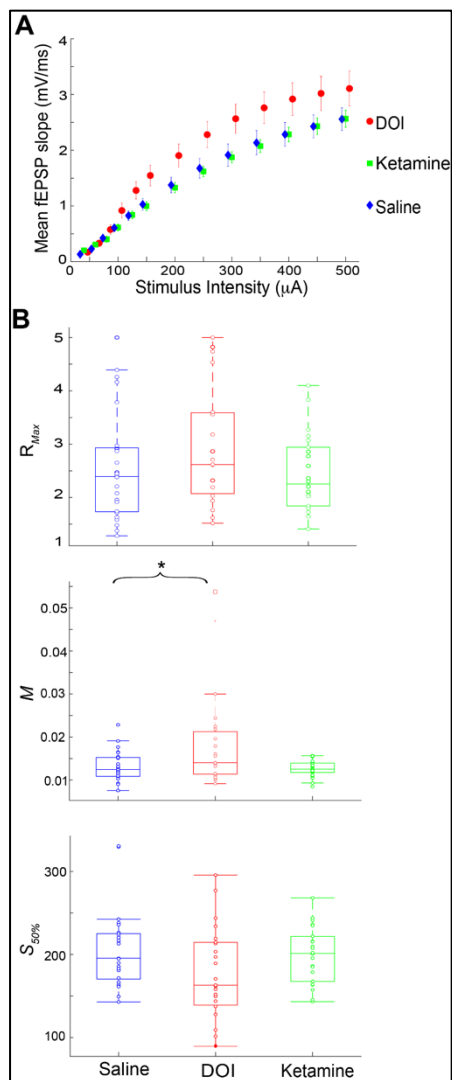 A
4
3
2
1
0
Mean fEPSP slope (mV/ms)
DOI
Ketamine
Saline
0 100 200 300 400 500
Stimulus Intensity (μA)
B
5
4
3
2
1
R Max
*
0.05
0.04
0.03
0.02
0.01
M
300
200
100
S 50%
Saline DOI Ketamine